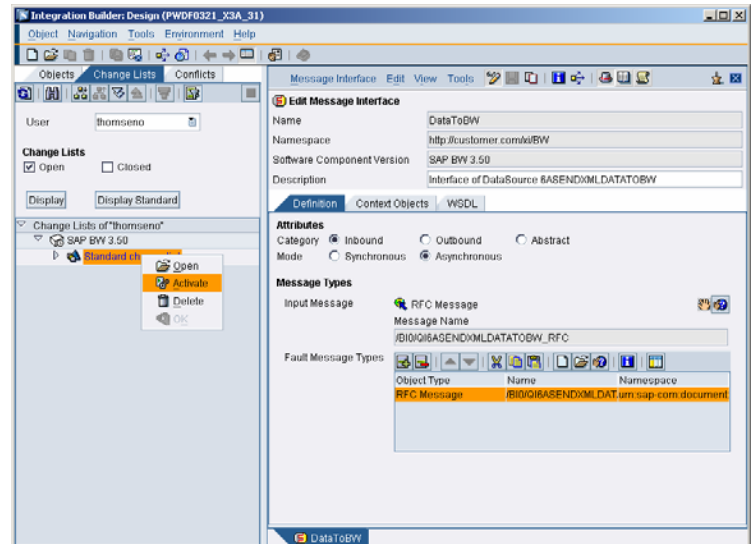 Integration Builder: Design (PWDF0321_X3A_31)
Object Navigation Tools Environment Help
Objects Change Lists Conflicts
User thomseno
Change Lists
Open Closed
Display Display Standard
Change Lists of "thomseno"
SAP BW 3.50
Standard ch
Open
Activate
Delete
OK
Message Interface Edit View Tools
Edit Message Interface
Name DataToBW
Namespace http://customer.com/xi/BW
Software Component Version SAP BW 3.50
Description Interface of DataSource 6ASENDXMLDATATOBW
Definition Context Objects WSDL
Attributes
Category Inbound Outbound Abstract
Mode Synchronous Asynchronous
Message Types
Input Message RFC Message
Message Name
/BI0/QI6ASENDXMLDATATOBW_RFC
Fault Message Types
Object Type Name Namespace
RFC Message /BI0/QI6ASENDXMLDAT.urn:sap-com:document
DataToBW